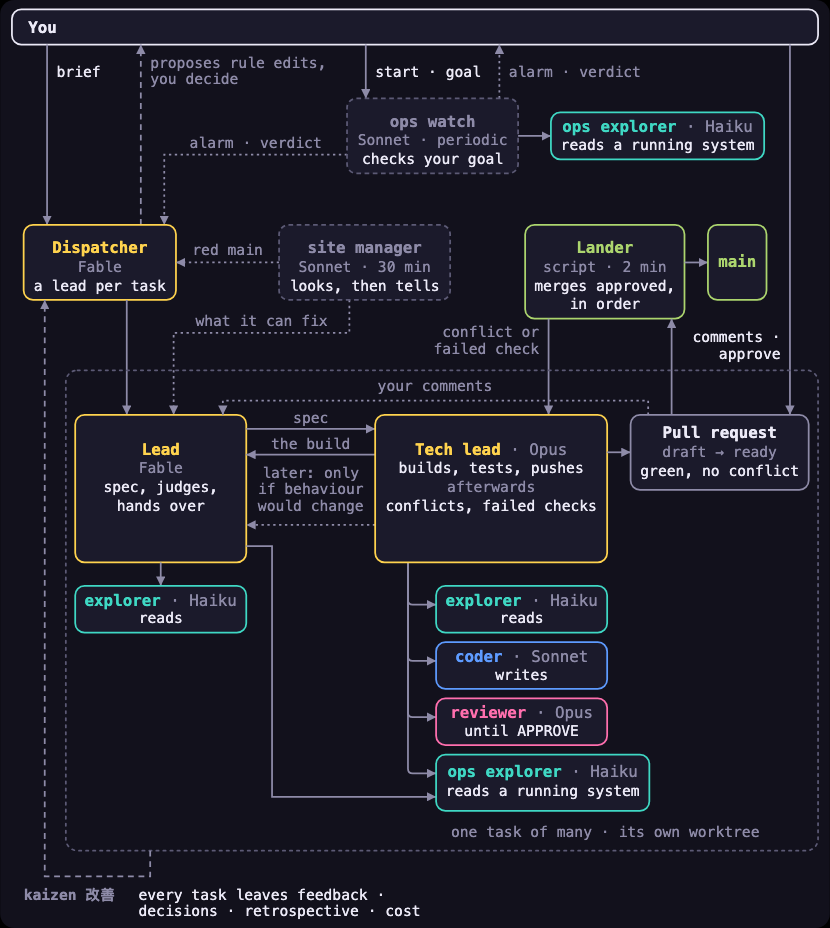 You
brief
proposes rule edits,
you decide
start · goal
alarm · verdict
ops watch
Sonnet · periodic
checks your goal
ops explorer · Haiku
reads a running system
alarm · verdict
Dispatcher
Fable
a lead per task
red main
site manager
Sonnet · 30 min
looks, then tells
Lander
script · 2 min
merges approved,
in order
main
what it can fix
conflict or
failed check
comments ·
approve
your comments
Lead
Fable
spec, judges,
hands over
spec
the build
later: only
if behaviour
would change
Tech lead · Opus
builds, tests, pushes
afterwards
conflicts, failed checks
Pull request
draft → ready
green, no conflict
explorer · Haiku
reads
explorer · Haiku
reads
coder · Sonnet
writes
reviewer · Opus
until APPROVE
ops explorer · Haiku
reads a running system
one task of many · its own worktree
kaizen 改善
every task leaves feedback ·
decisions · retrospective · cost